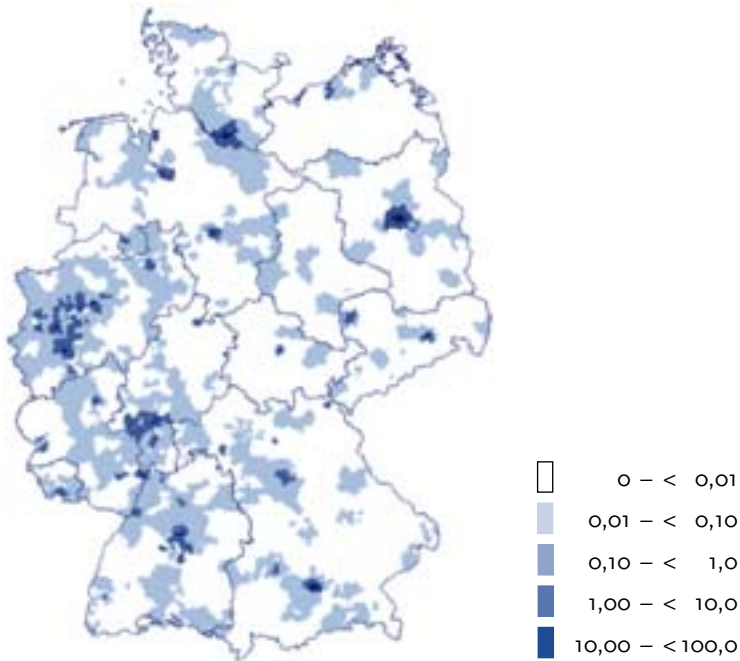 0 – < 0,01
0,01 – < 0,10
0,10 – < 1,0
1,00 – < 10,0
10,00 – < 100,0